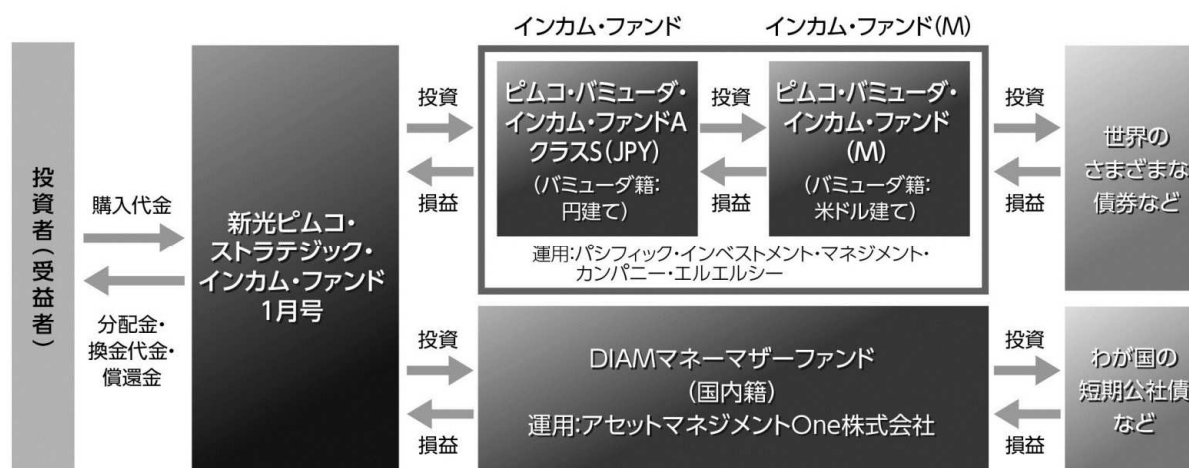 投資者(受益者)
購入代金
分配金・
換金代金・
償還金
新光ピムコ・
ストラテジック・
インカム・ファンド
1月号
投資
損益
インカム・ファンド
ピムコ・バミューダ・
インカム・ファンドA
クラスS(JPY)
(バミューダ籍:
円建て)
投資
損益
インカム・ファンド(M)
ピムコ・バミューダ・
インカム・ファンド
(M)
(バミューダ籍:
米ドル建て)
運用:パシフィック・インベストメント・マネジメント・
カンパニー・エルエルシー
投資
損益
世界の
さまざまな
債券など
投資
損益
DIAMマネーマザーファンド
(国内籍)
運用:アセットマネジメントOne株式会社
投資
損益
わが国の
短期公社債
など